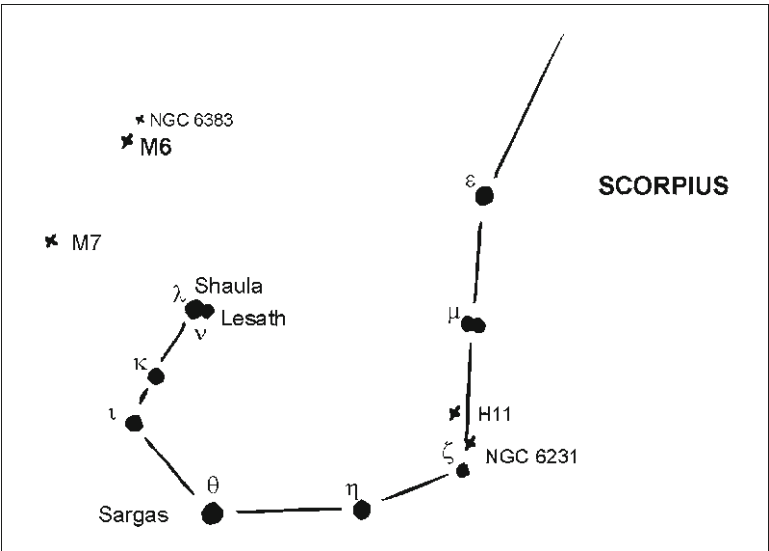 NGC 6383
M6
ε
SCORPIUS
M7
Shaula
λ
Lesath
ν
μ
κ
ι
H11
ζ
NGC 6231
θ
η
Sargas